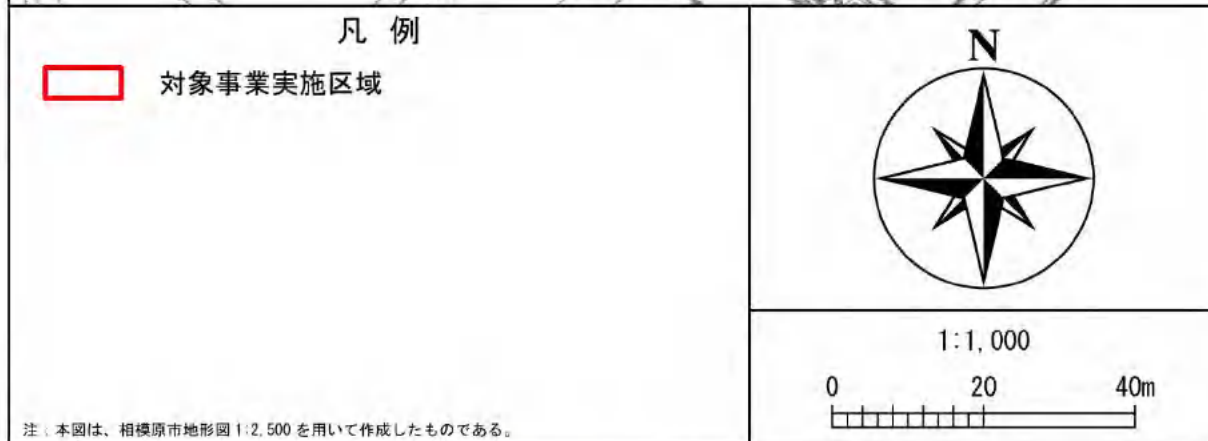 凡 例
対象事業実施区域
注：本図は、相模原市地形図 1:2,500 を用いて作成したものである。
N
1:1,000
0 20 40m